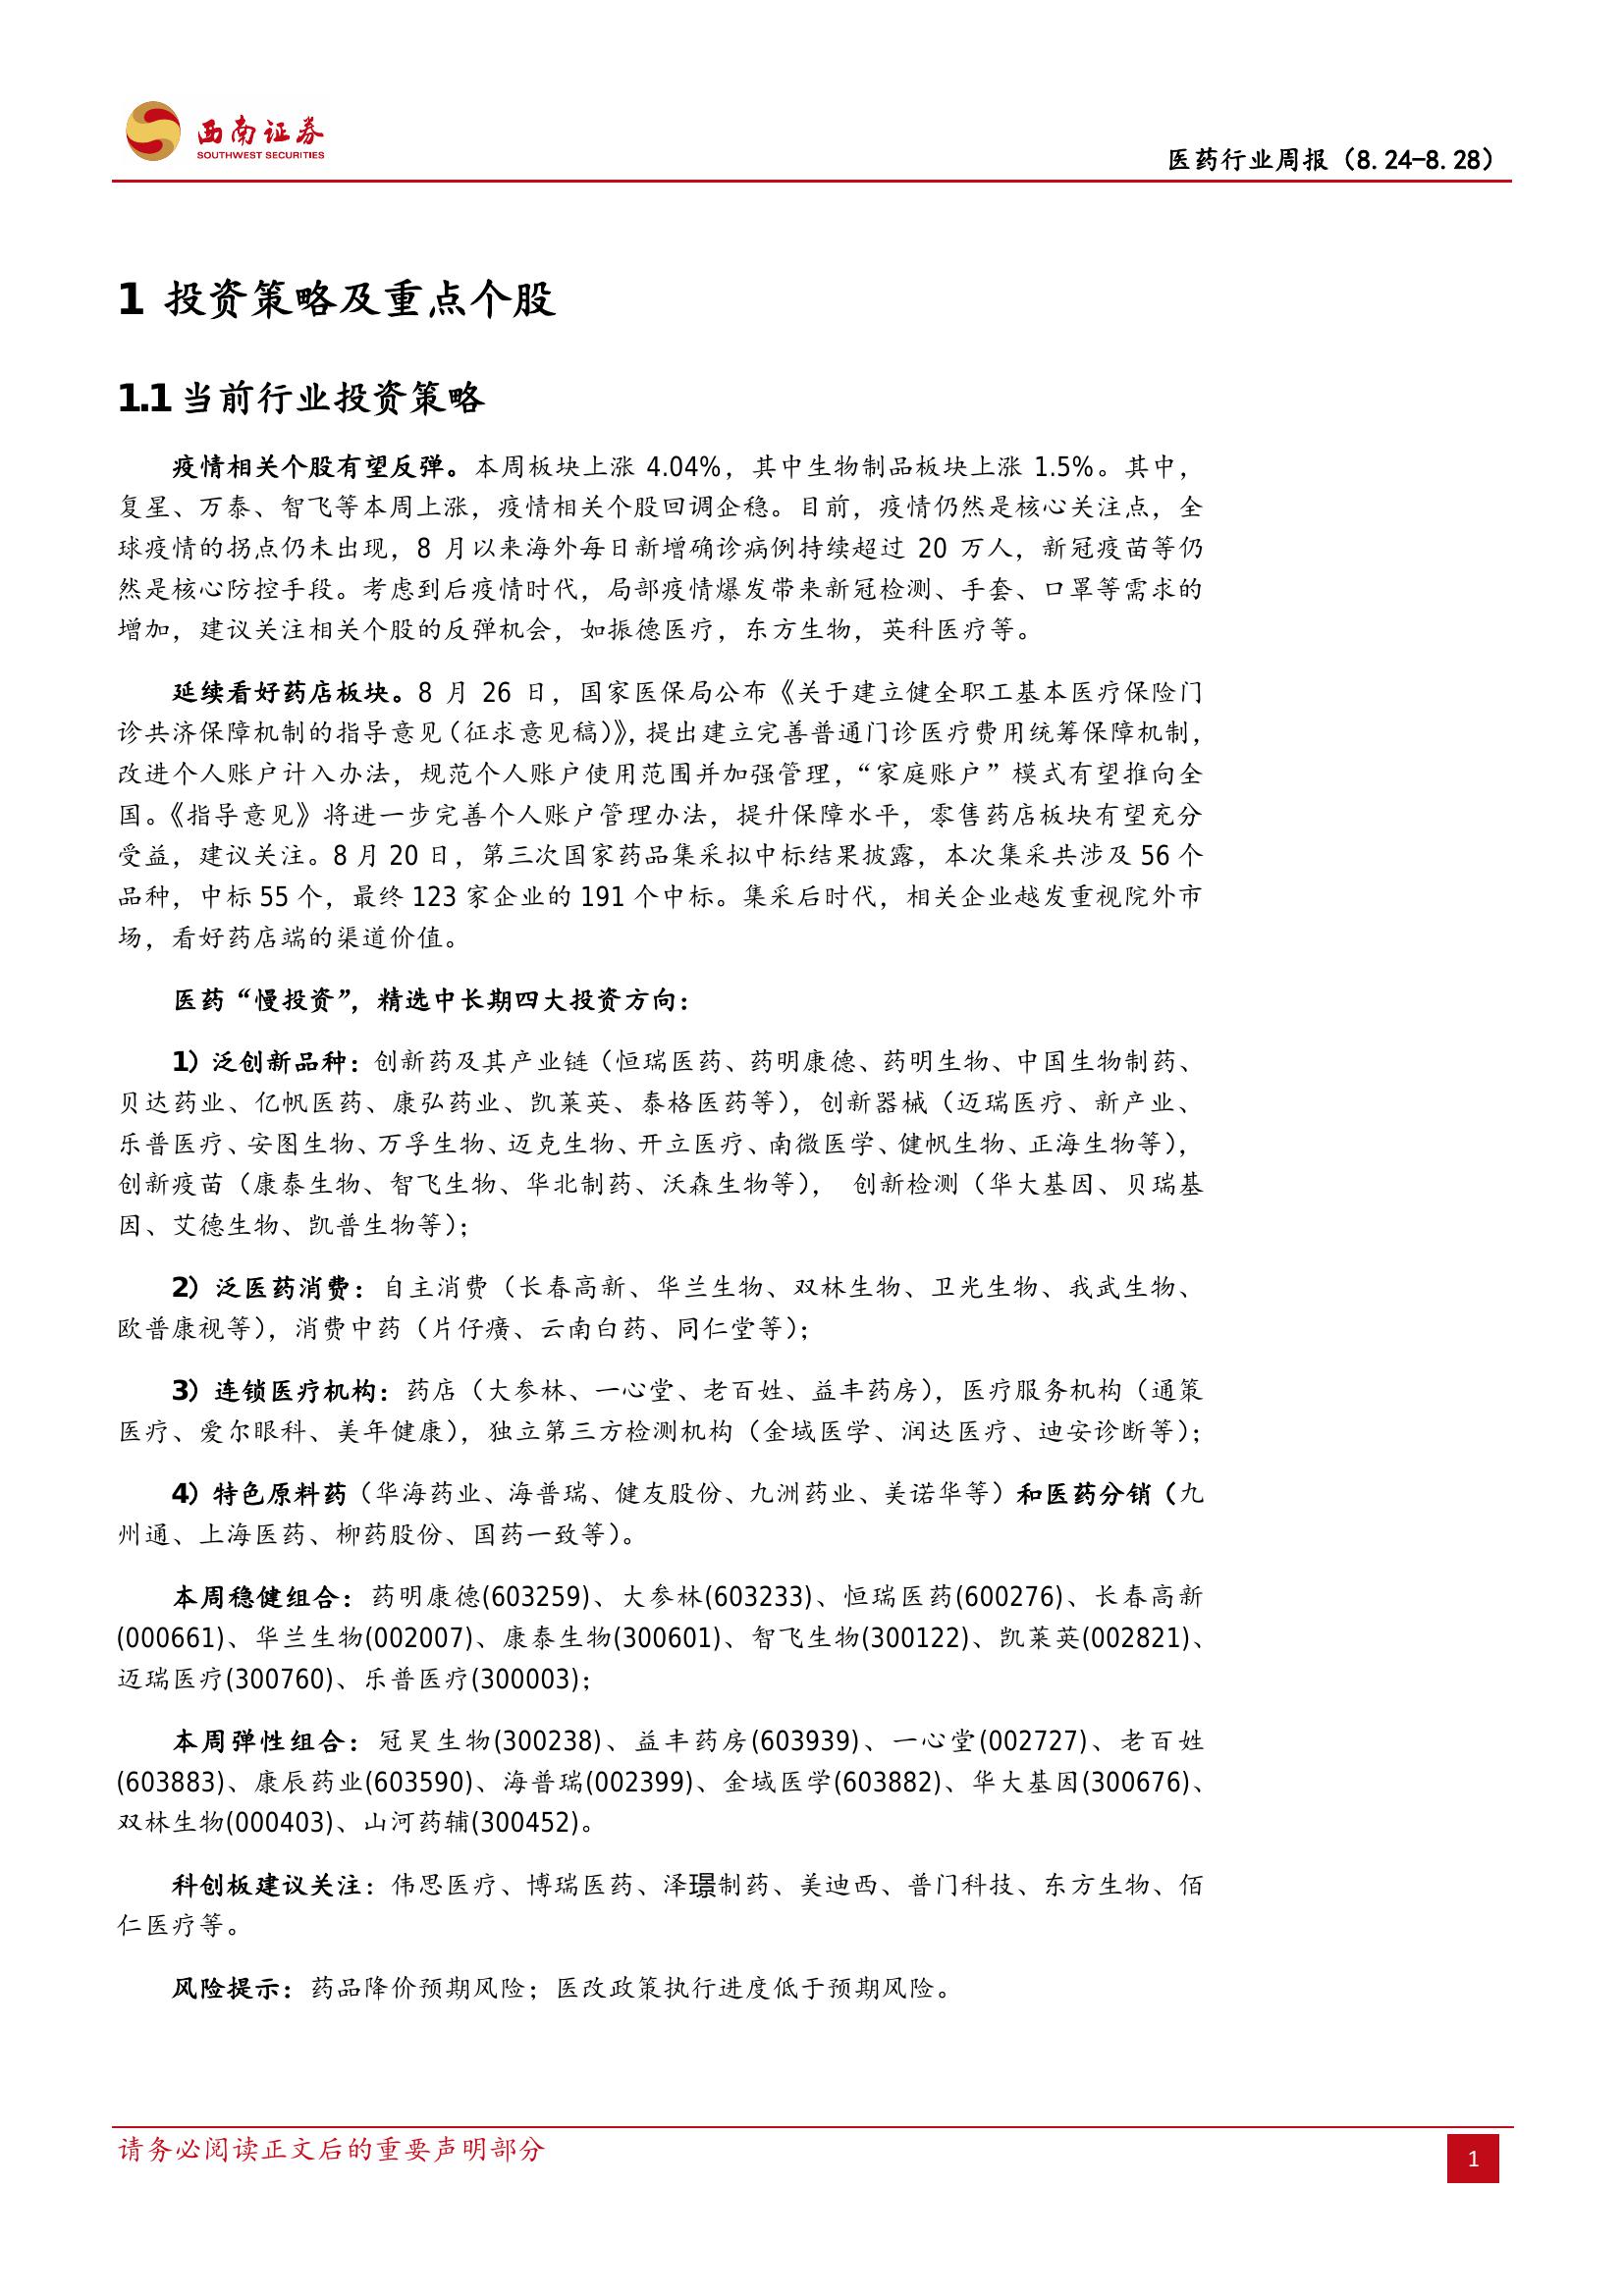 西南证券
SOUTHWEST SECURITIES
医药行业周报（8.24-8.28）
1 投资策略及重点个股
1.1 当前行业投资策略
疫情相关个股有望反弹。本周板块上涨 4.04%，其中生物制品板块上涨 1.5%。其中，
复星、万泰、智飞等本周上涨，疫情相关个股回调企稳。目前，疫情仍然是核心关注点，全
球疫情的拐点仍未出现，8 月以来海外每日新增确诊病例持续超过 20 万人，新冠疫苗等仍
然是核心防控手段。考虑到后疫情时代，局部疫情爆发带来新冠检测、手套、口罩等需求的
增加，建议关注相关个股的反弹机会，如振德医疗，东方生物，英科医疗等。
延续看好药店板块。8 月 26 日，国家医保局公布《关于建立健全职工基本医疗保险门
诊共济保障机制的指导意见（征求意见稿）》，提出建立完善普通门诊医疗费用统筹保障机制，
改进个人账户计入办法，规范个人账户使用范围并加强管理，“家庭账户”模式有望推向全
国。《指导意见》将进一步完善个人账户管理办法，提升保障水平，零售药店板块有望充分
受益，建议关注。8 月 20 日，第三次国家药品集采拟中标结果披露，本次集采共涉及 56 个
品种，中标 55 个，最终 123 家企业的 191 个中标。集采后时代，相关企业越发重视院外市
场，看好药店端的渠道价值。
医药“慢投资”，精选中长期四大投资方向：
1）泛创新品种：创新药及其产业链（恒瑞医药、药明康德、药明生物、中国生物制药、
贝达药业、亿帆医药、康弘药业、凯莱英、泰格医药等），创新器械（迈瑞医疗、新产业、
乐普医疗、安图生物、万孚生物、迈克生物、开立医疗、南微医学、健帆生物、正海生物等），
创新疫苗（康泰生物、智飞生物、华北制药、沃森生物等）， 创新检测（华大基因、贝瑞基
因、艾德生物、凯普生物等）；
2）泛医药消费：自主消费（长春高新、华兰生物、双林生物、卫光生物、我武生物、
欧普康视等），消费中药（片仔癀、云南白药、同仁堂等）；
3）连锁医疗机构：药店（大参林、一心堂、老百姓、益丰药房），医疗服务机构（通策
医疗、爱尔眼科、美年健康），独立第三方检测机构（金域医学、润达医疗、迪安诊断等）；
4）特色原料药（华海药业、海普瑞、健友股份、九洲药业、美诺华等）和医药分销（九
州通、上海医药、柳药股份、国药一致等）。
本周稳健组合：药明康德(603259)、大参林(603233)、恒瑞医药(600276)、长春高新
(000661)、华兰生物(002007)、康泰生物(300601)、智飞生物(300122)、凯莱英(002821)、
迈瑞医疗(300760)、乐普医疗(300003)；
本周弹性组合：冠昊生物(300238)、益丰药房(603939)、一心堂(002727)、老百姓
(603883)、康辰药业(603590)、海普瑞(002399)、金域医学(603882)、华大基因(300676)、
双林生物(000403)、山河药辅(300452)。
科创板建议关注：伟思医疗、博瑞医药、泽璟制药、美迪西、普门科技、东方生物、佰
仁医疗等。
风险提示：药品降价预期风险；医改政策执行进度低于预期风险。
请务必阅读正文后的重要声明部分
1